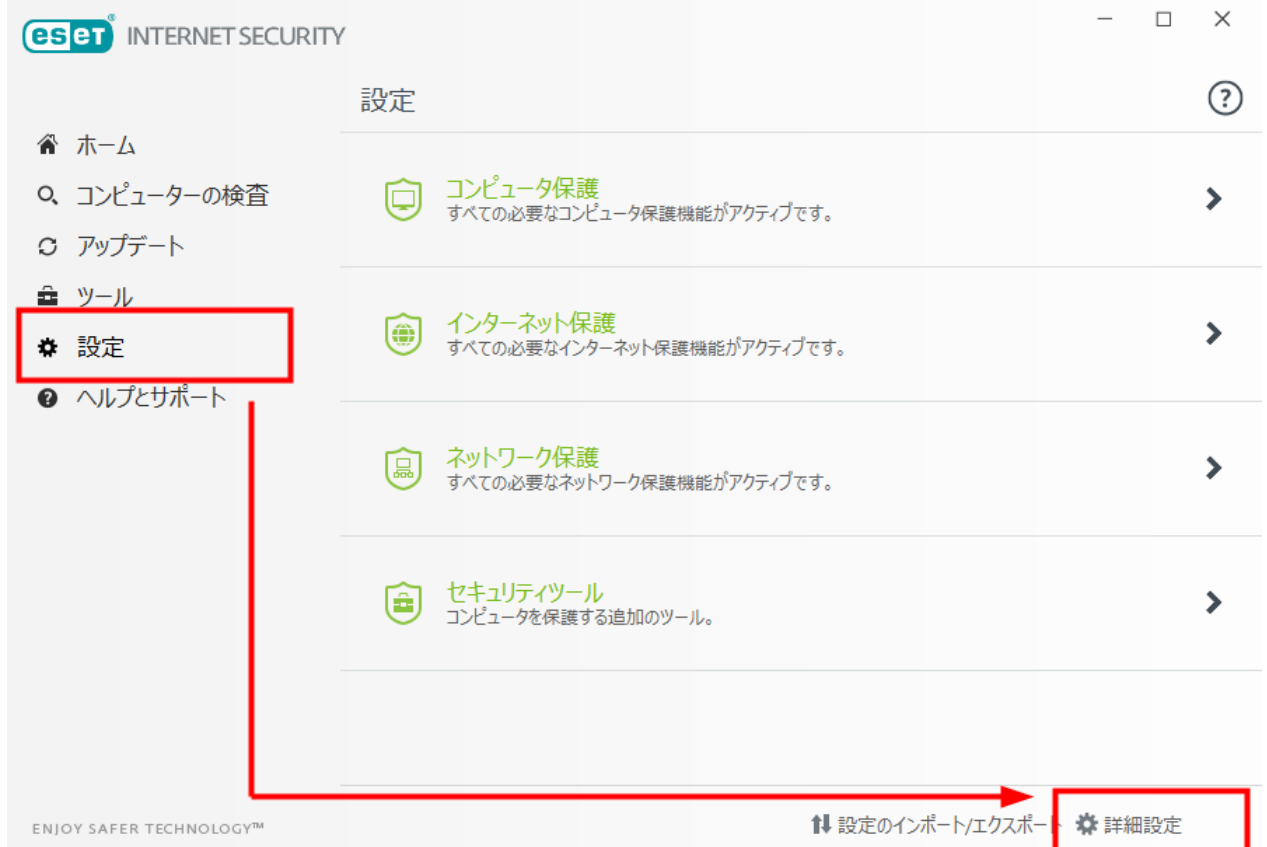 eset® INTERNET SECURITY
設定
ホーム
コンピューターの検査
アップデート
ツール
設定
ヘルプとサポート
コンピュータ保護
すべての必要なコンピュータ保護機能がアクティブです。
インターネット保護
すべての必要なインターネット保護機能がアクティブです。
ネットワーク保護
すべての必要なネットワーク保護機能がアクティブです。
セキュリティツール
コンピュータを保護する追加のツール。
ENJOY SAFER TECHNOLOGY™
設定のインポート/エクスポート
詳細設定